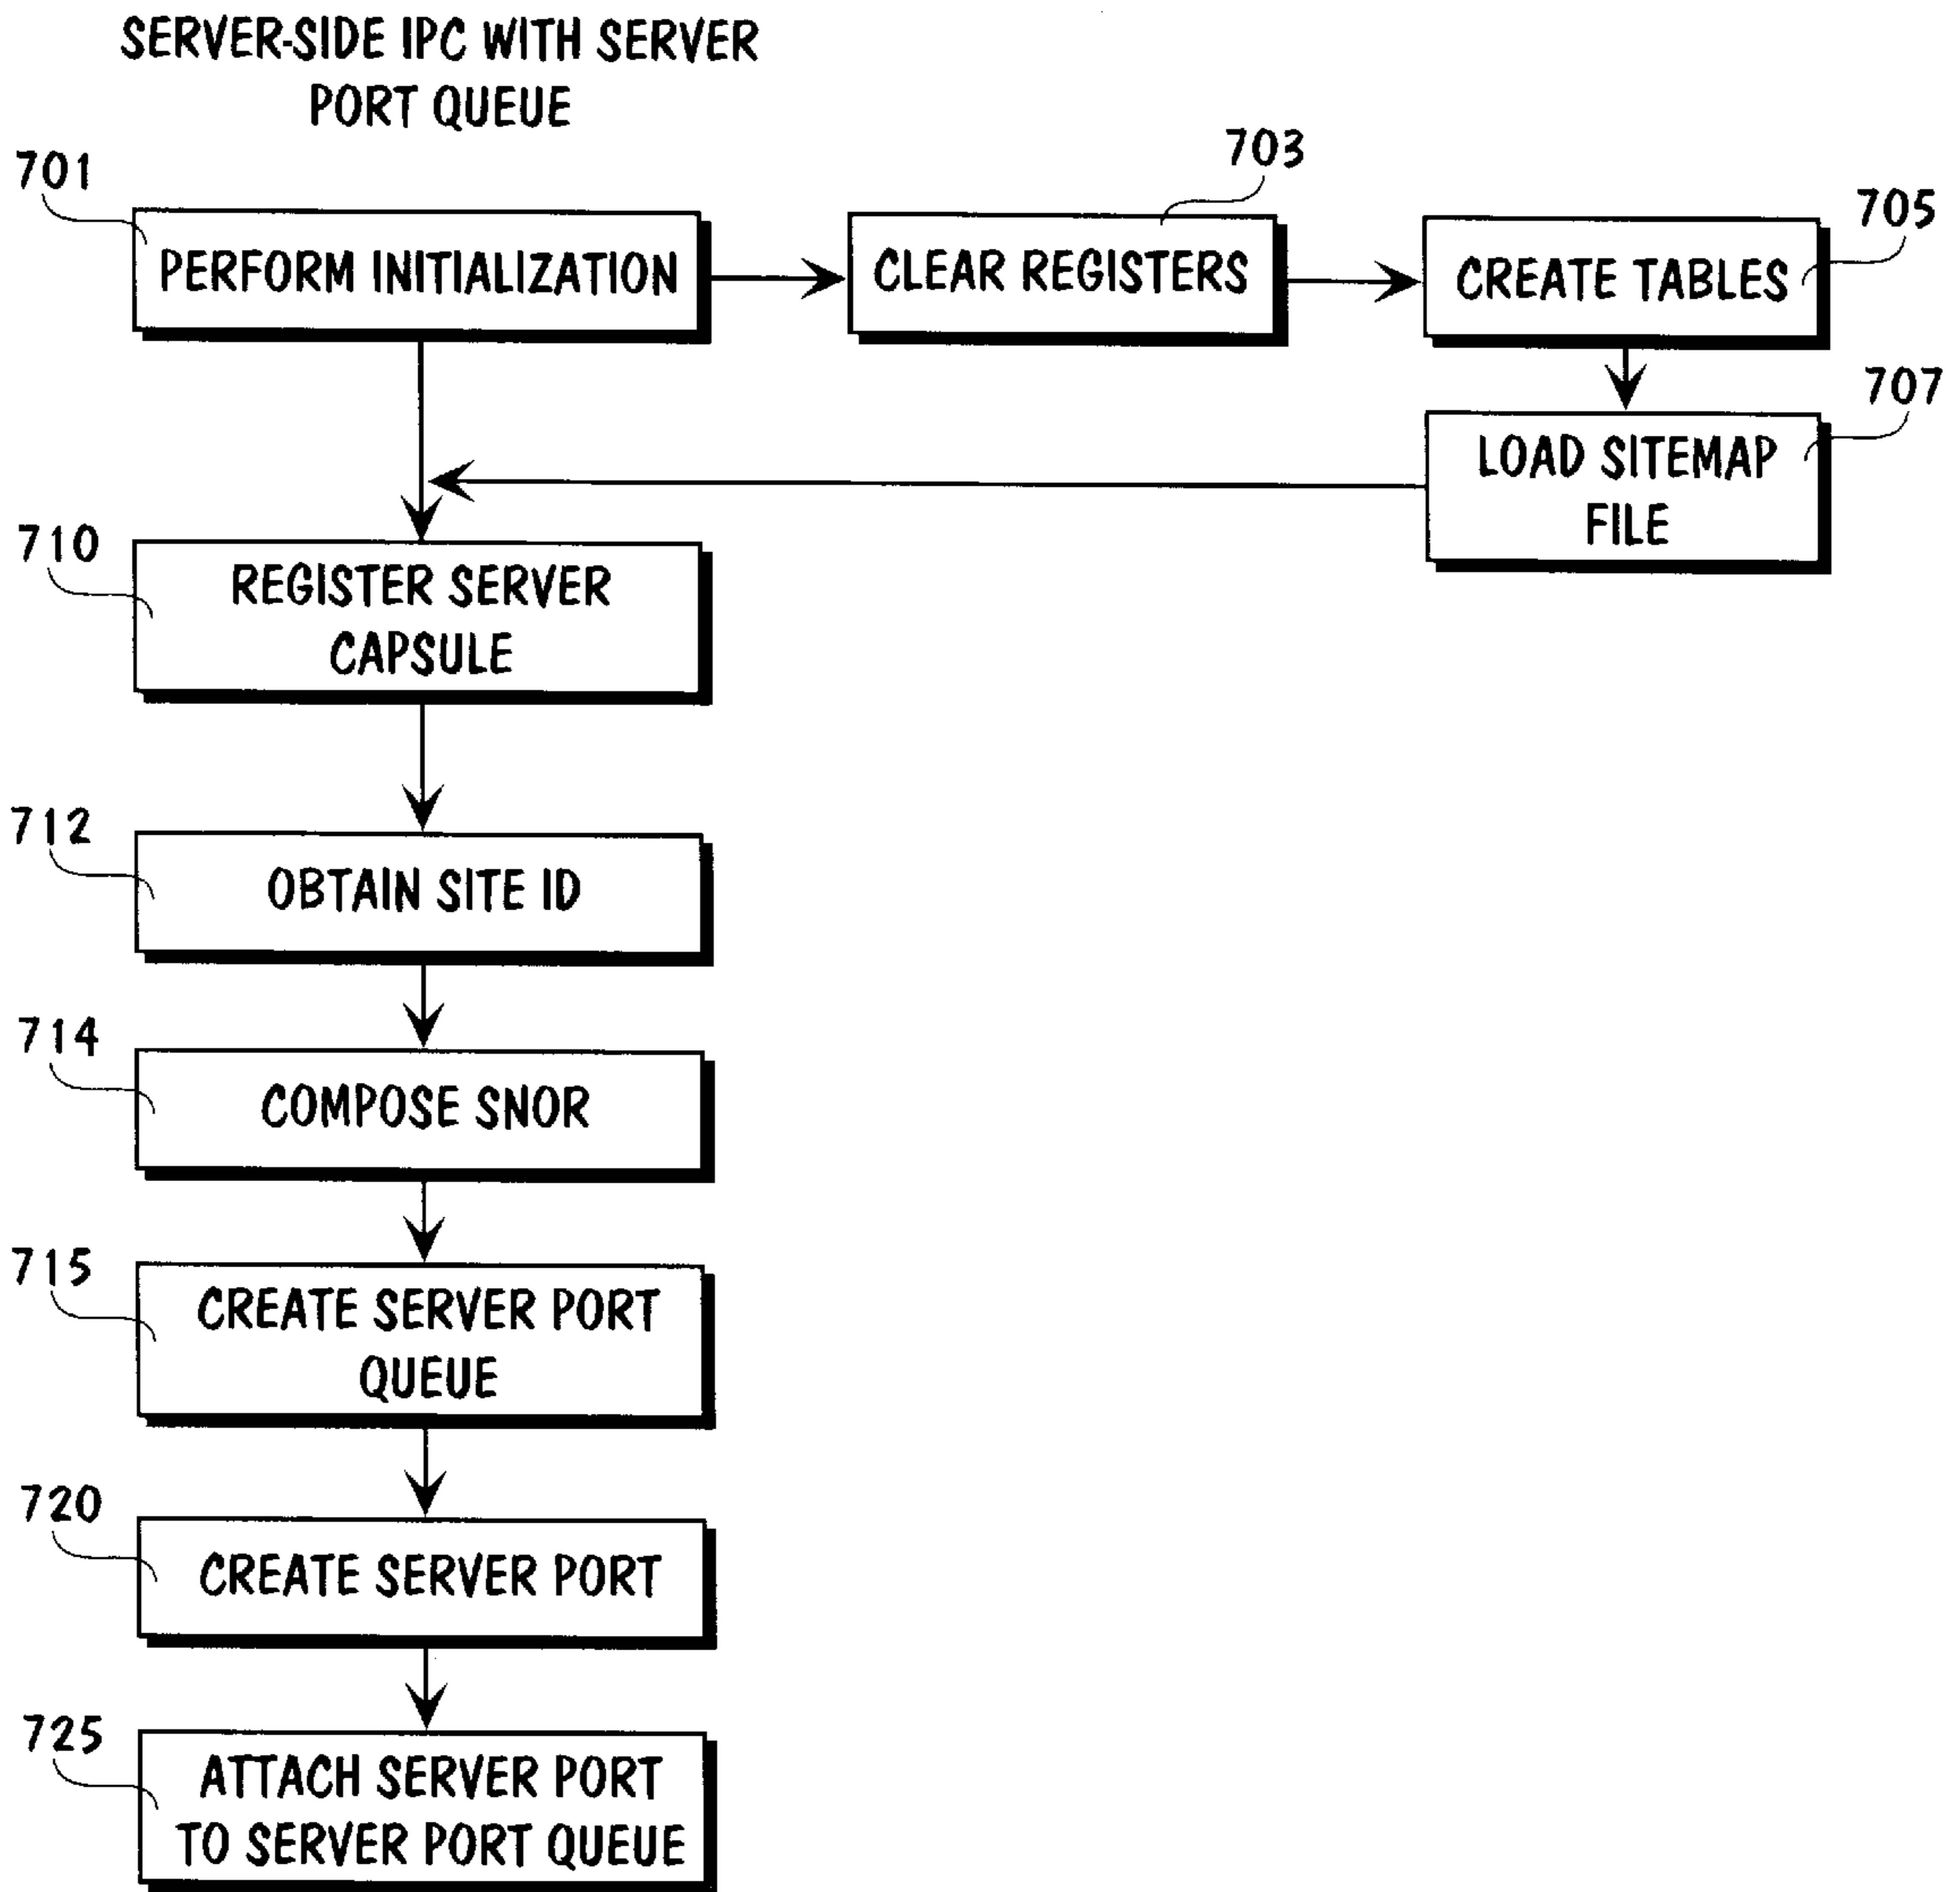 SERVER-SIDE IPC WITH SERVER
PORT QUEUE
701
703
705
PERFORM INITIALIZATION
CLEAR REGISTERS
CREATE TABLES
707
LOAD SITEMAP
FILE
710
REGISTER SERVER
CAPSULE
712
OBTAIN SITE ID
714
COMPOSE SNOR
715
CREATE SERVER PORT
QUEUE
720
CREATE SERVER PORT
725
ATTACH SERVER PORT
TO SERVER PORT QUEUE